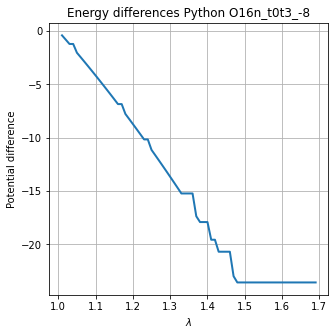 Energy differences Python O16n_t0t3_-8
Potential difference
0
−5
−10
−15
−20
1.0 1.1 1.2 1.3 1.4 1.5 1.6 1.7
λ